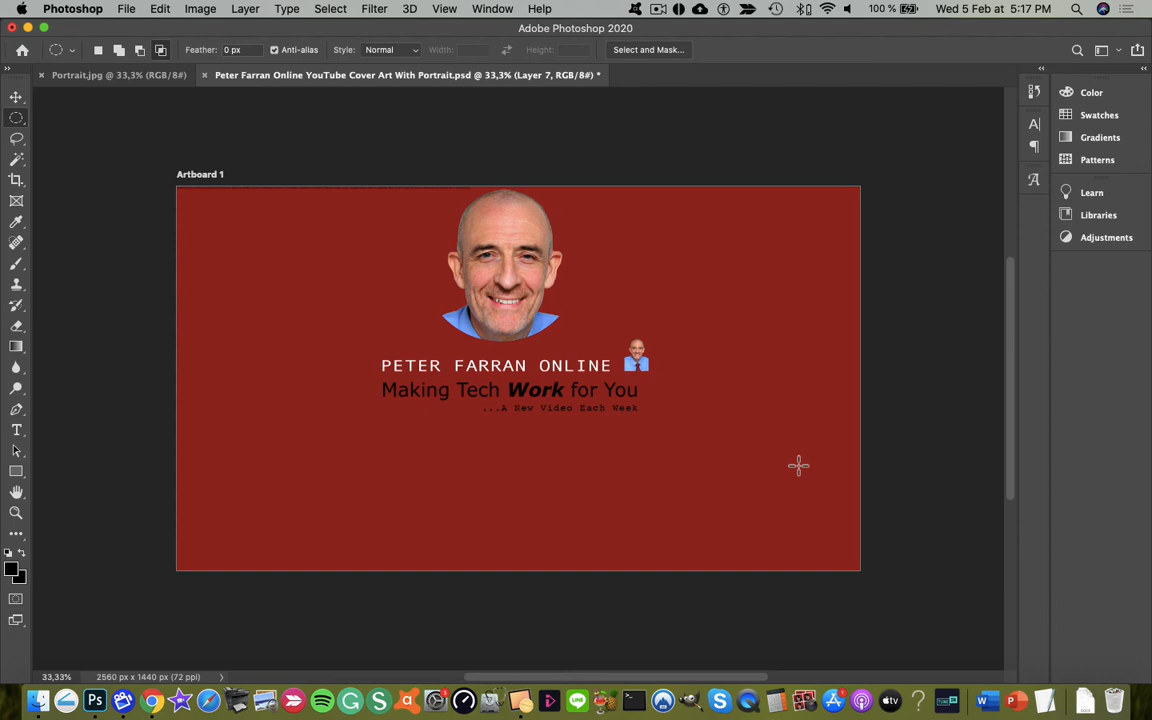 Photoshop File Edit Image Layer Type Select Filter 3D View Window Help 100 % Wed 5 Feb at 5:17 PM
Adobe Photoshop 2020
Feather: 0 px Anti-alias Style: Normal Width: Height: Select and Mask...
Portrait.jpg @ 33,3% (RGB/8#) Peter Farran Online YouTube Cover Art With Portrait.psd @ 33,3% (Layer 7, RGB/8#) *
Color
Swatches
Gradients
Patterns
Learn
Libraries
Adjustments
Artboard 1
PETER FARRAN ONLINE
Making Tech Work for You
...A New Video Each Week
33,33% 2560 px x 1440 px (72 ppi)